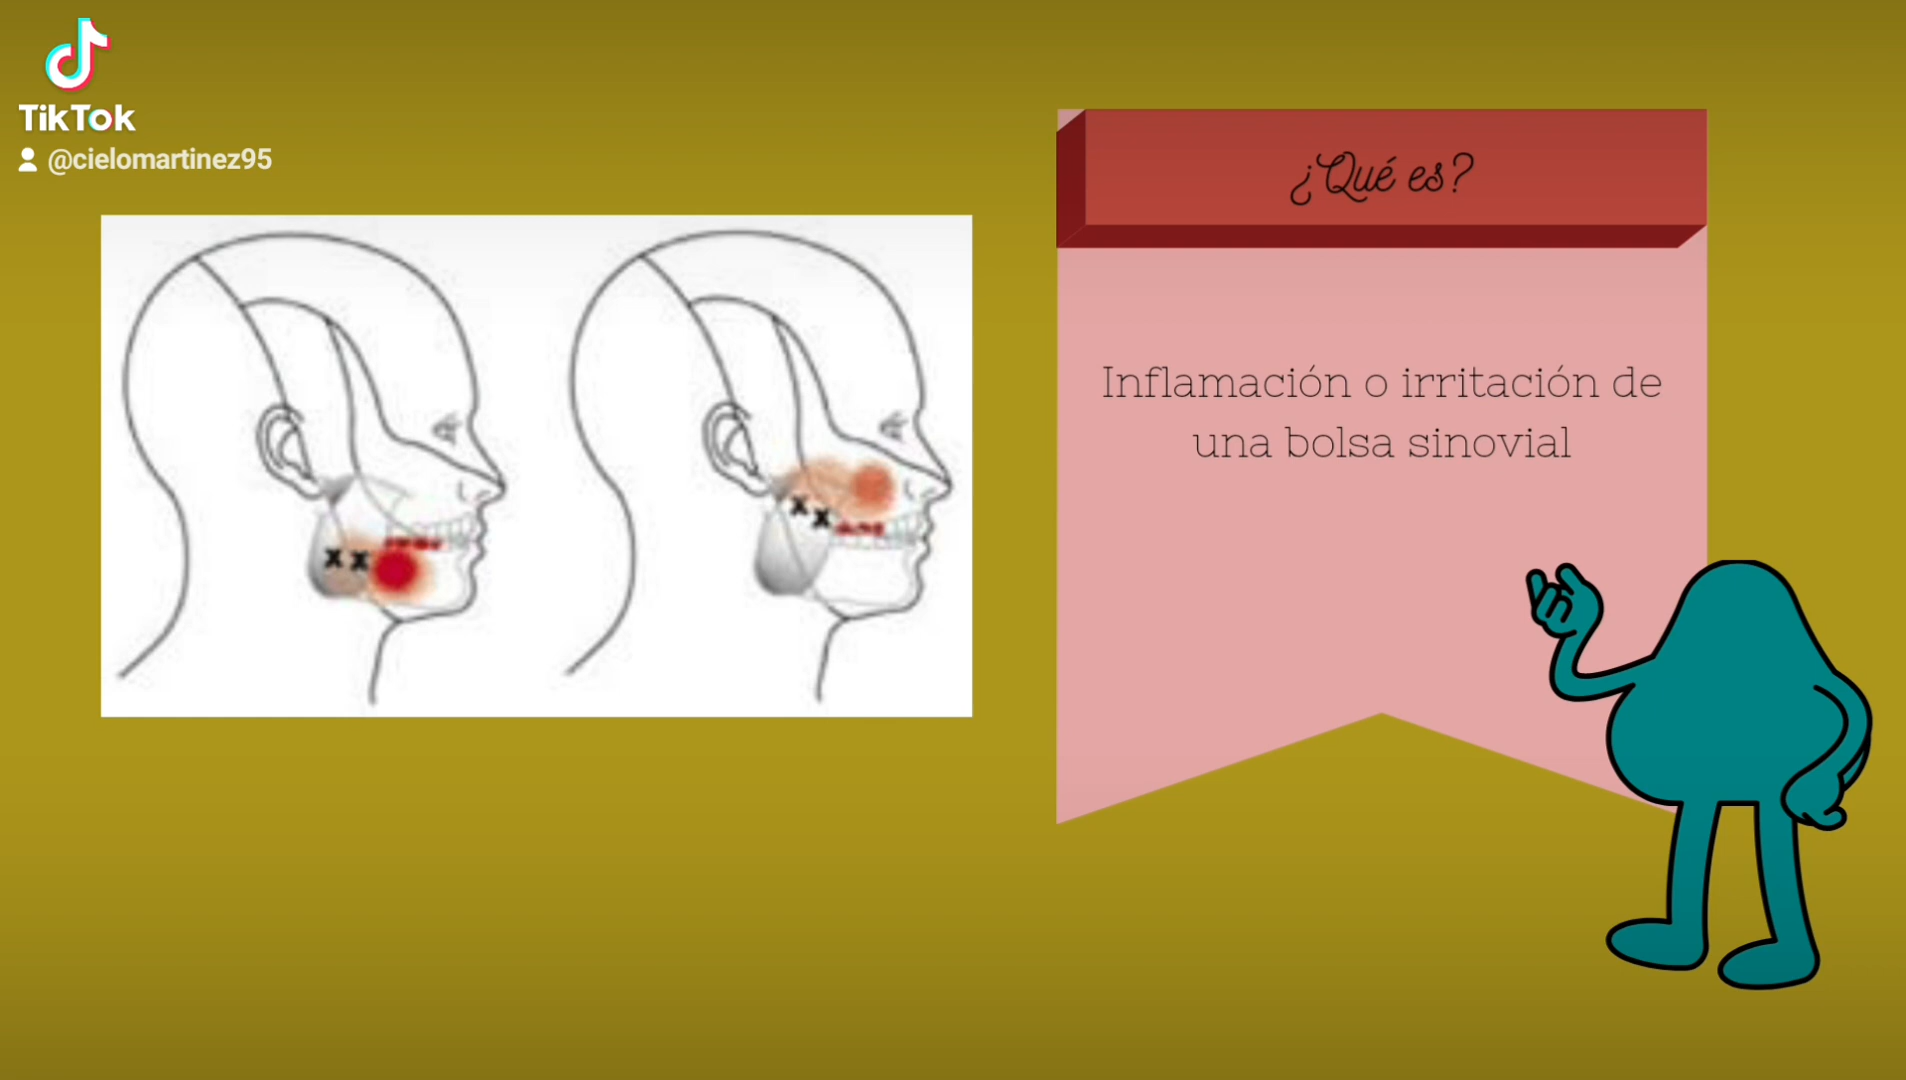 TikTok
@cielomartinez95
¿Qué es?
Inflamación o irritación de
una bolsa sinovial
x x
x x